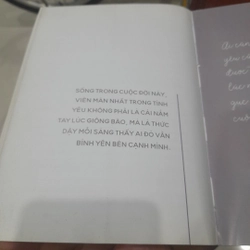 SỐNG TRONG CUỘC ĐỜI NÀY,
VIÊN MÃN NHẤT TRONG TÌNH
YÊU KHÔNG PHẢI LÀ CÁI NẮM
TAY LÚC GIÔNG BÃO, MÀ LÀ THỨC
DẬY MỖI SÁNG THẤY AI ĐÓ VẪN
BÌNH YÊN BÊN CẠNH MÌNH.